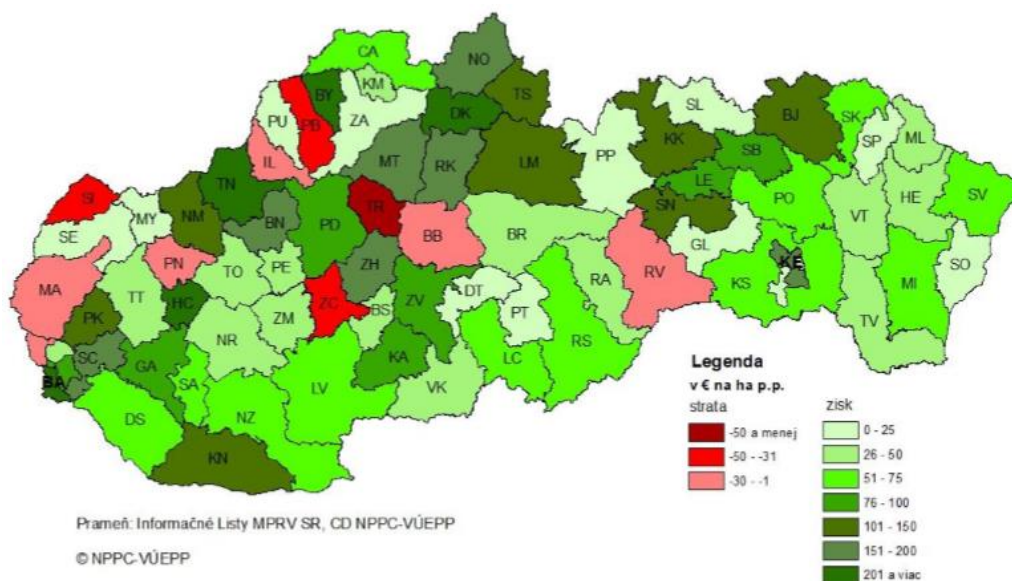 CA
NO
KM
BY
TS
PU
PB
ZA
DK
SL
BJ
SK
KK
ML
SP
IL
MT
RK
LM
PP
SB
TN
LE
HE
SI
PO
SV
MY
NM
BN
PD
TR
SN
VT
SE
BB
BR
GL
KE
SO
PN
TO
PE
ZH
RA
RV
KS
MI
MA
TT
HC
ZC
ZV
DT
PK
ZM
BS
PT
TV
NR
SC
GA
KA
LC
RS
BA
SA
LV
VK
DS
NZ
KN
Legenda
v € na ha p.p.
strata
-50 a menej
-50 - -31
-30 - -1
zisk
0 - 25
26 - 50
51 - 75
76 - 100
101 - 150
151 - 200
201 a viac
Prameň: Informačné Listy MPRV SR, CD NPPC-VÚEPP
© NPPC-VÚEPP